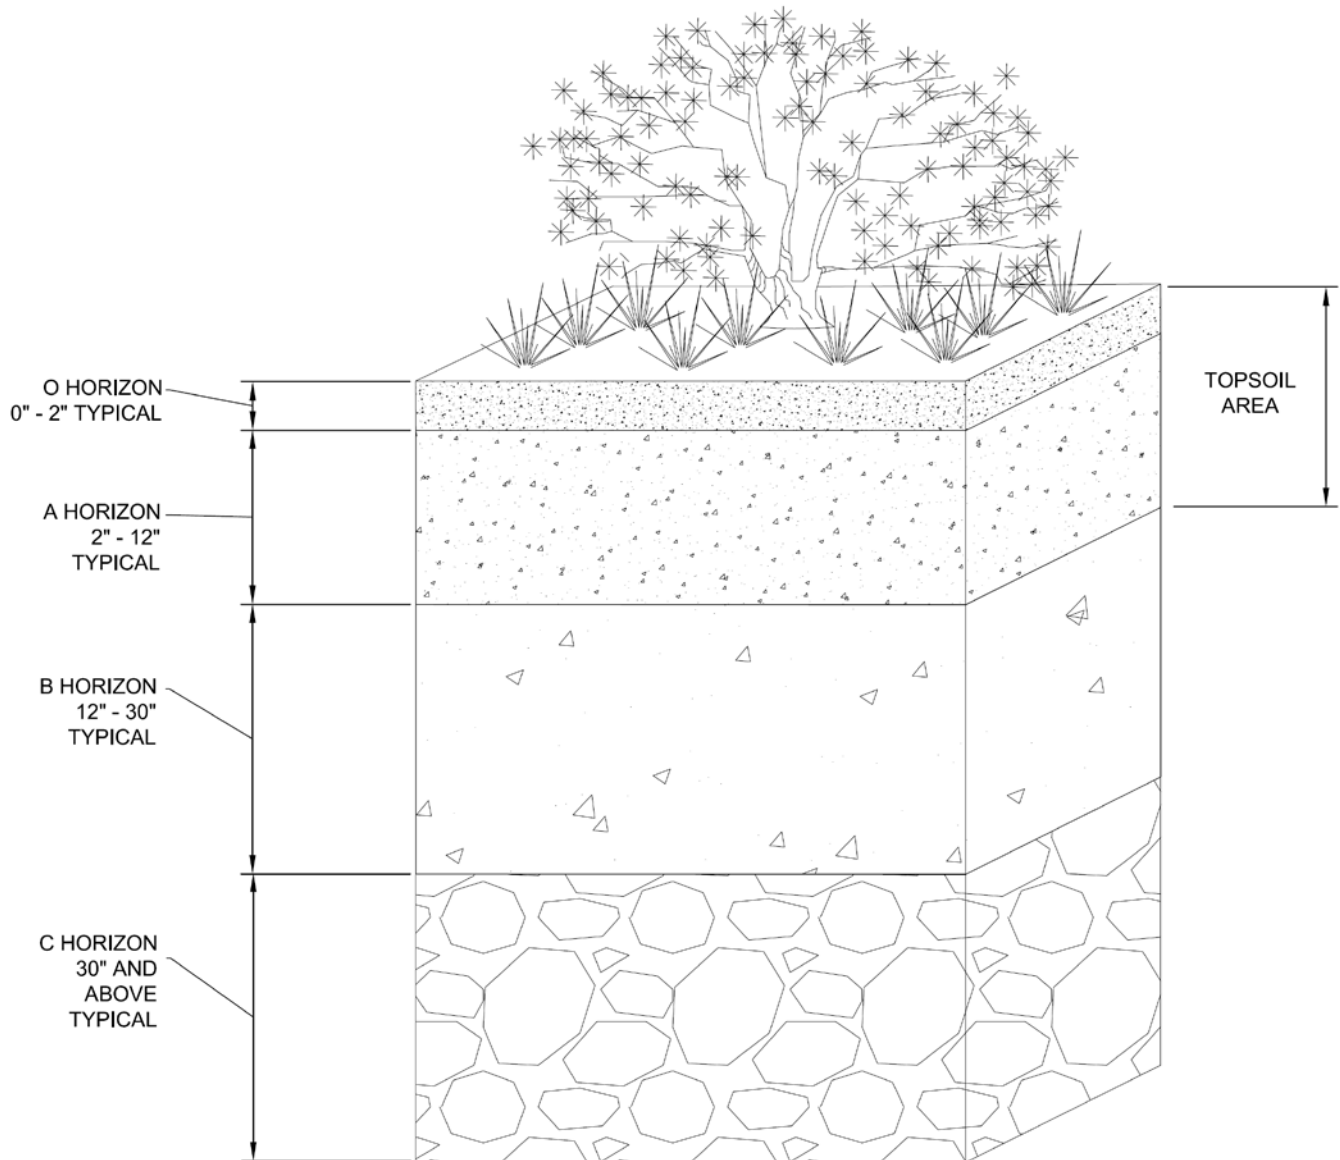 O HORIZON
0" - 2" TYPICAL
A HORIZON
2" - 12"
TYPICAL
B HORIZON
12" - 30"
TYPICAL
C HORIZON
30" AND
ABOVE
TYPICAL
TOPSOIL
AREA